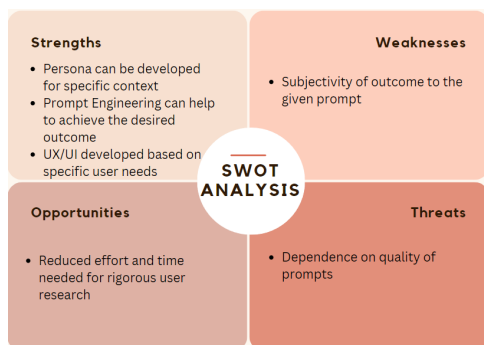 Strengths
• Persona can be developed
for specific context
• Prompt Engineering can help
to achieve the desired
outcome
• UX/UI developed based on
specific user needs
Weaknesses
• Subjectivity of outcome to the
given prompt
SWOT
ANALYSIS
Opportunities
• Reduced effort and time
needed for rigorous user
research
Threats
• Dependence on quality of
prompts